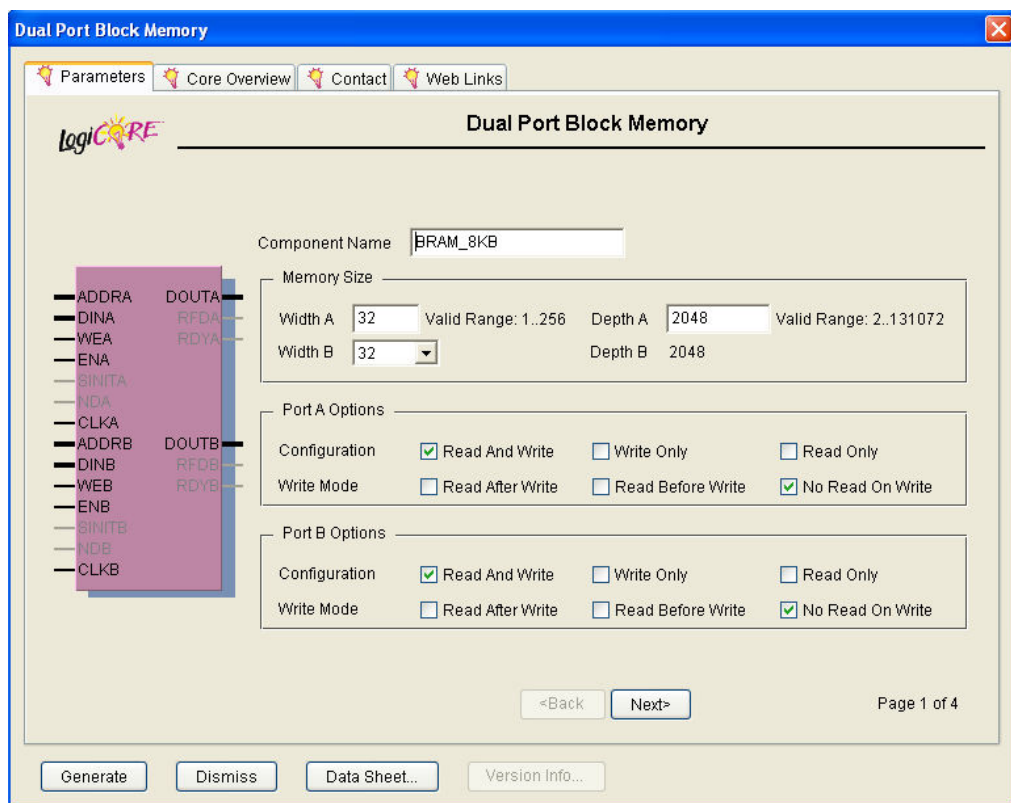 Dual Port Block Memory
Parameters Core Overview Contact Web Links
LogiCORE
Dual Port Block Memory
Component Name BRAM_8KB
Memory Size
Width A 32 Valid Range: 1..256 Depth A 2048 Valid Range: 2..131072
Width B 32 Depth B 2048
Port A Options
Configuration Read And Write Write Only Read Only
Write Mode Read After Write Read Before Write No Read On Write
Port B Options
Configuration Read And Write Write Only Read Only
Write Mode Read After Write Read Before Write No Read On Write
ADDRA DOUTA
DINA RFDA
WEA RDYA
ENA
SINITA
NDA
CLKA
ADDRB DOUTB
DINB RFDB
WEB RDYB
ENB
SINITB
NDB
CLKB
<Back Next> Page 1 of 4
Generate Dismiss Data Sheet... Version Info...